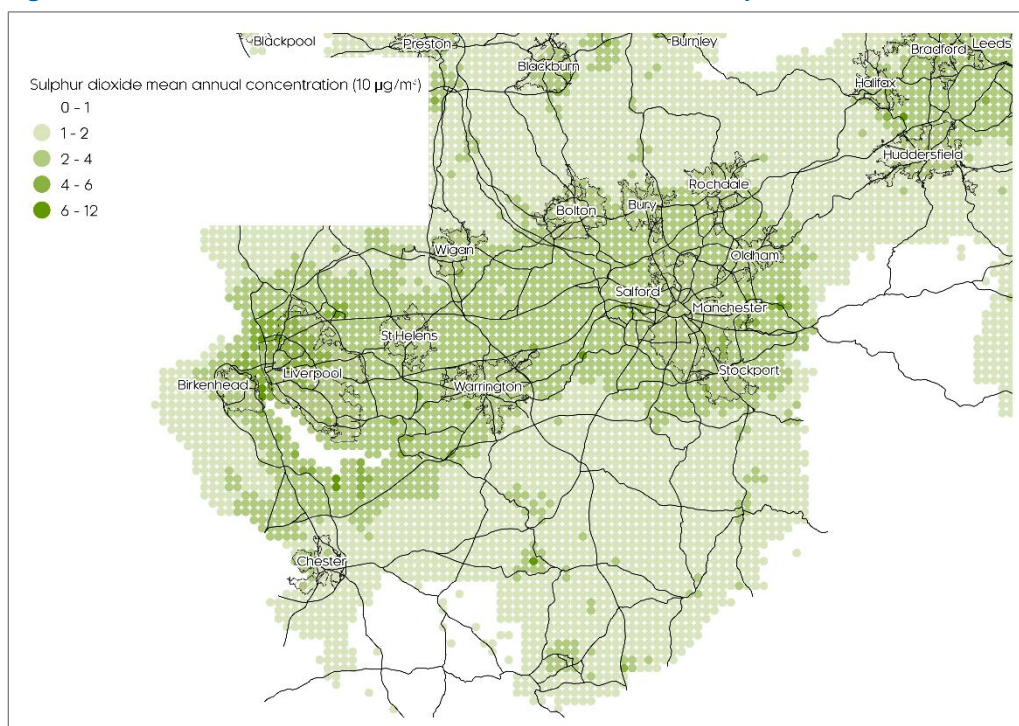 Blackpool
Preston
Burnley
Bradford
Leeds
Blackburn
Halifax
Sulphur dioxide mean annual concentration (10 µg/m³)
0 - 1
1 - 2
2 - 4
4 - 6
6 - 12
Huddersfield
Rochdale
Bury
Bolton
Wigan
Oldham
Salford
Manchester
St Helens
Liverpool
Birkenhead
Warrington
Stockport
Chester